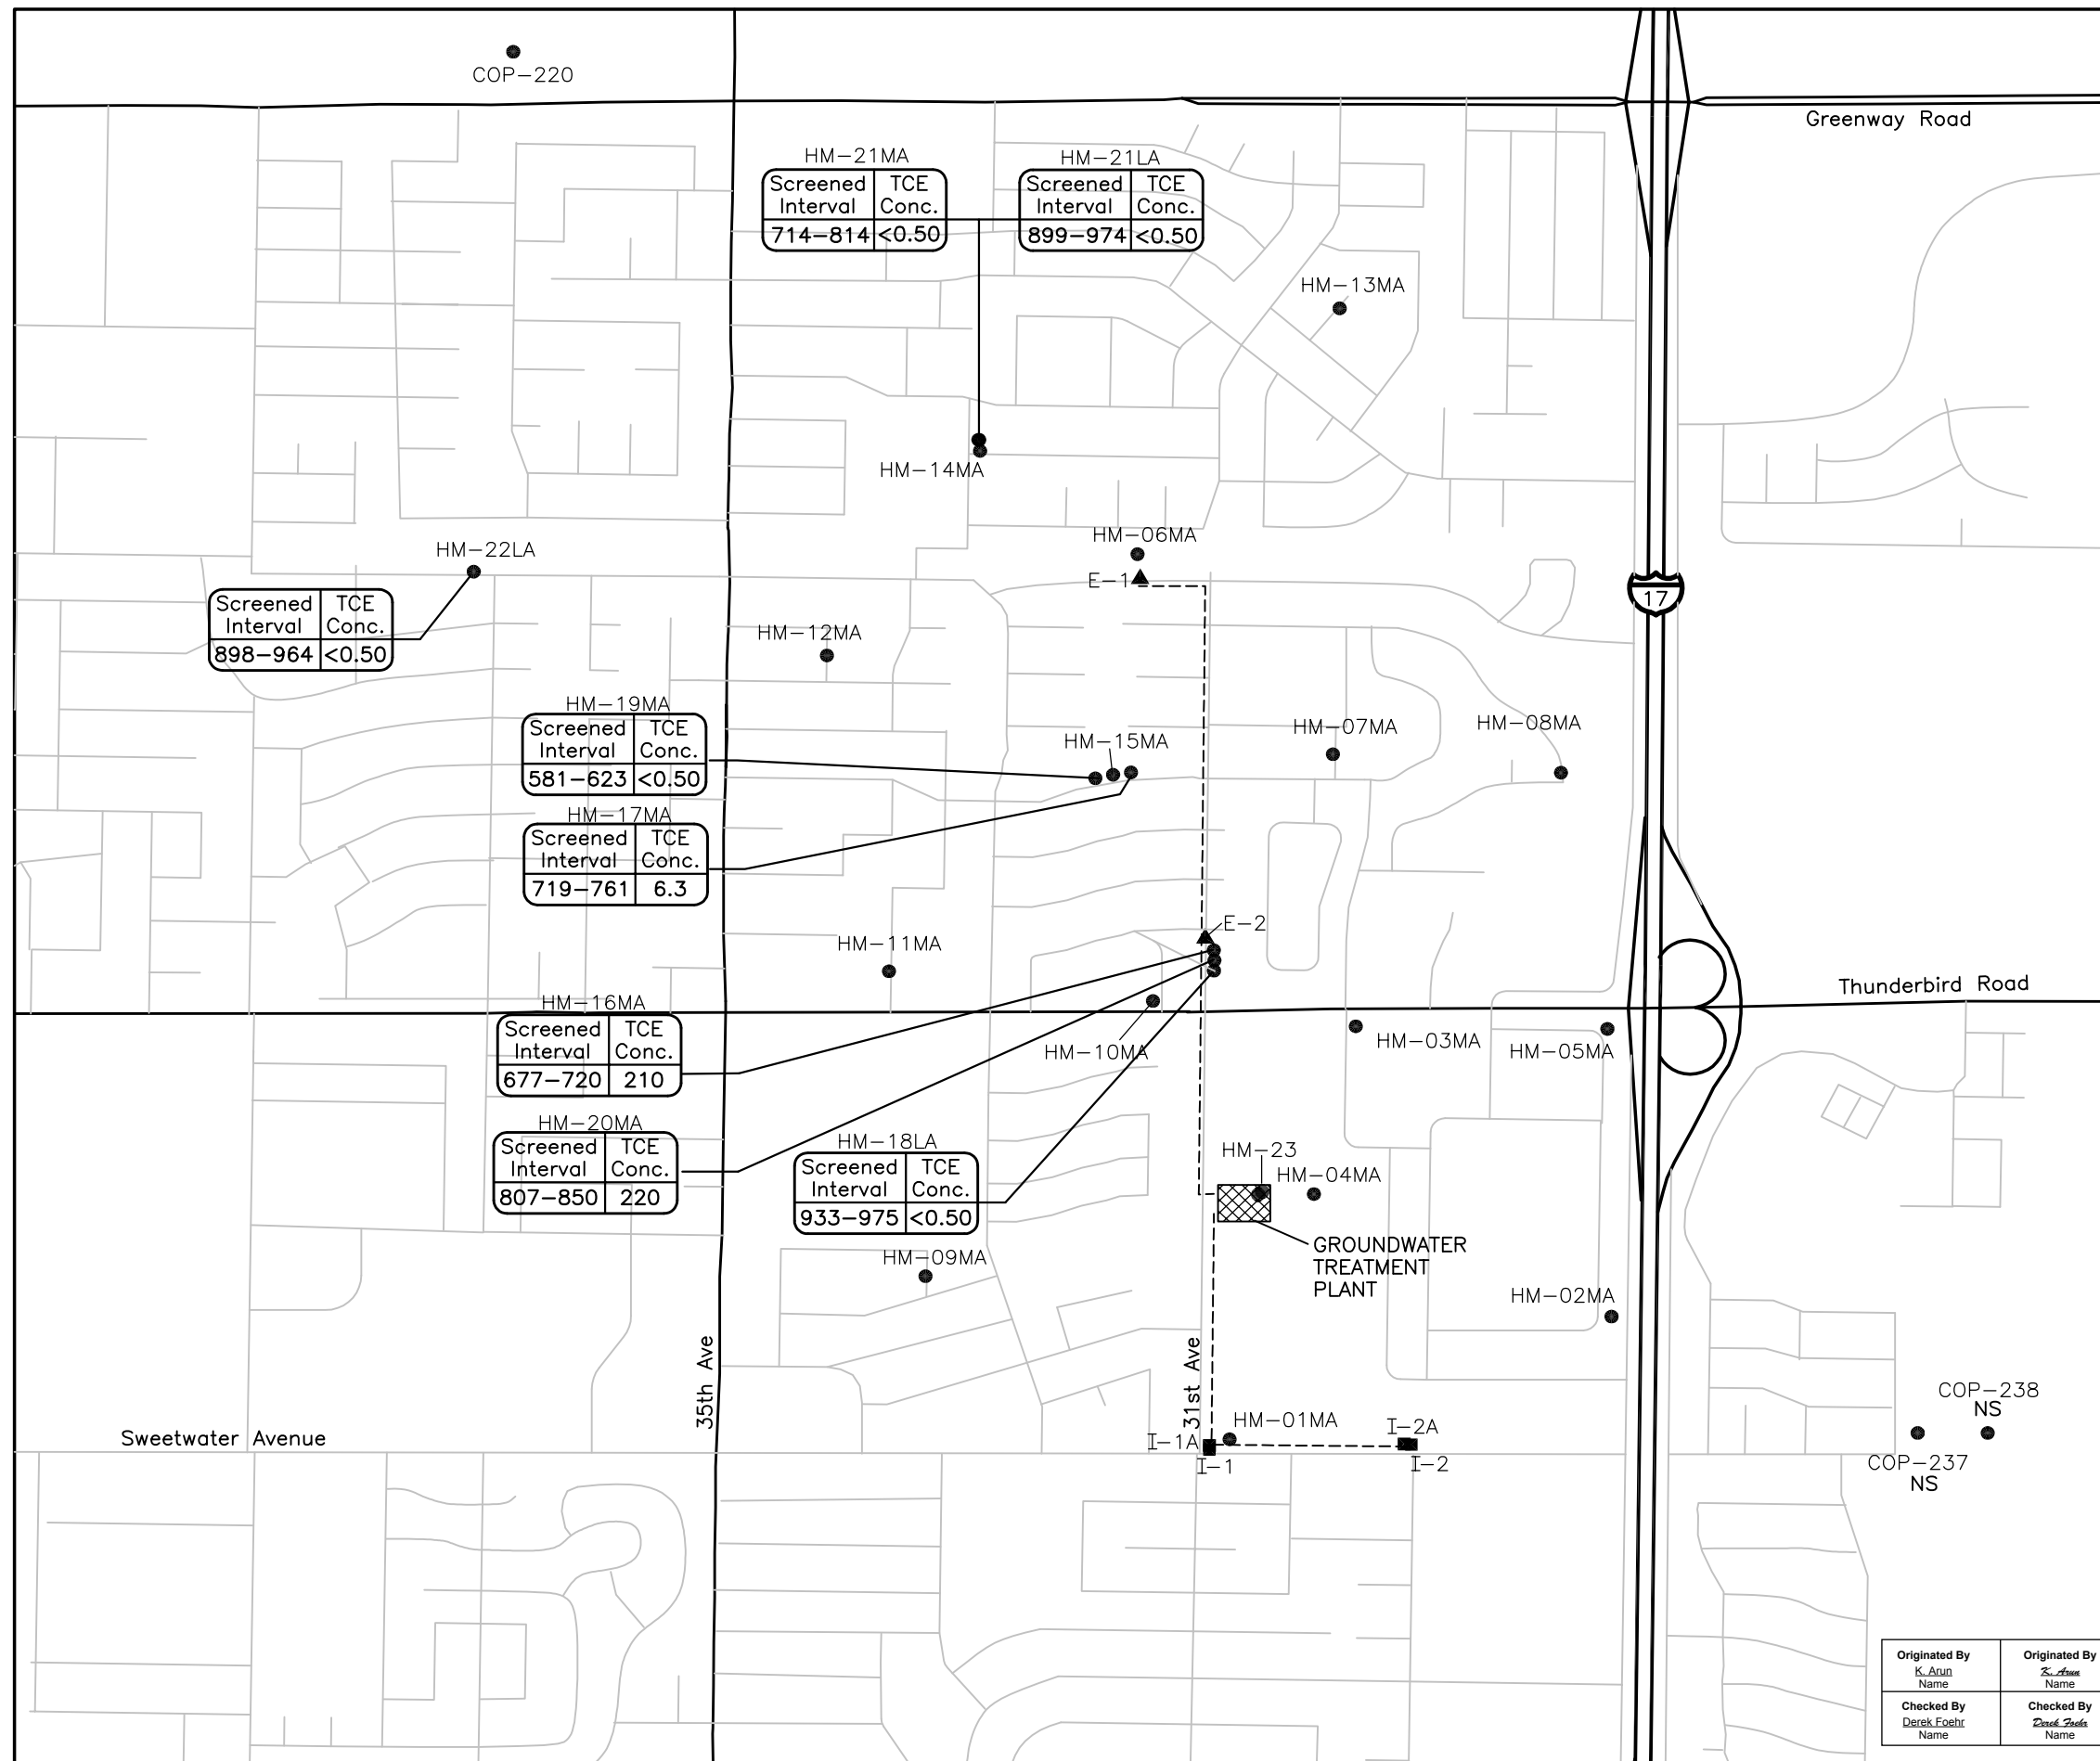 COP-220
Greenway Road
HM-21MA
Screened Interval TCE Conc.
714-814 <0.50
HM-21LA
Screened Interval TCE Conc.
899-974 <0.50
HM-13MA
HM-14MA
HM-06MA
E-1
HM-22LA
Screened Interval TCE Conc.
898-964 <0.50
17
HM-12MA
HM-19MA
Screened Interval TCE Conc.
581-623 <0.50
HM-15MA
HM-07MA
HM-08MA
HM-17MA
Screened Interval TCE Conc.
719-761 6.3
E-2
HM-11MA
Thunderbird Road
HM-16MA
Screened Interval TCE Conc.
677-720 210
HM-10MA
HM-03MA
HM-05MA
HM-20MA
Screened Interval TCE Conc.
807-850 220
HM-18LA
Screened Interval TCE Conc.
933-975 <0.50
HM-23
HM-04MA
GROUNDWATER
TREATMENT
PLANT
HM-09MA
HM-02MA
35th Ave
31st Ave
Sweetwater Avenue
I-1A
HM-01MA
I-2A
I-1
I-2
COP-238
NS
COP-237
NS
Originated By
K. Arun
Name
Originated By
K. Arun
Name
Checked By
Derek Foehr
Name
Checked By
Derek Foehr
Name